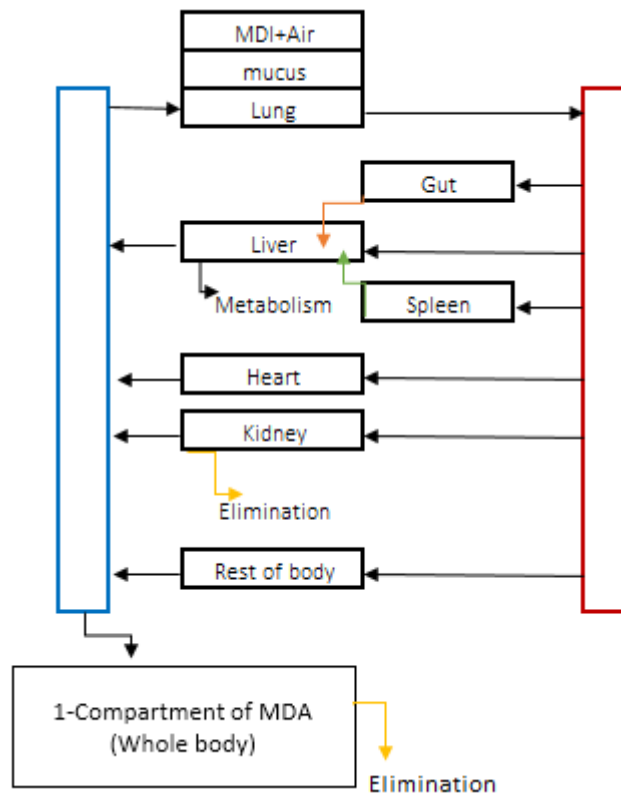 MDI+Air
mucus
Lung
Gut
Liver
Metabolism
Spleen
Heart
Kidney
Elimination
Rest of body
1-Compartment of MDA
(Whole body)
Elimination